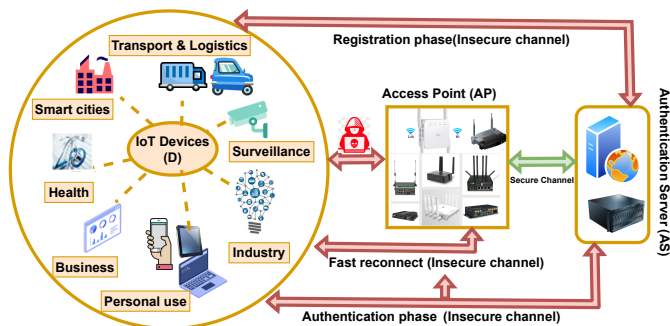 Registration phase(Insecure channel)
Transport & Logistics
Smart cities
IoT Devices
(D)
Surveillance
Health
Business
Industry
Personal use
Access Point (AP)
Secure Channel
Authentication Server (AS)
Fast reconnect (Insecure channel)
Authentication phase (Insecure channel)